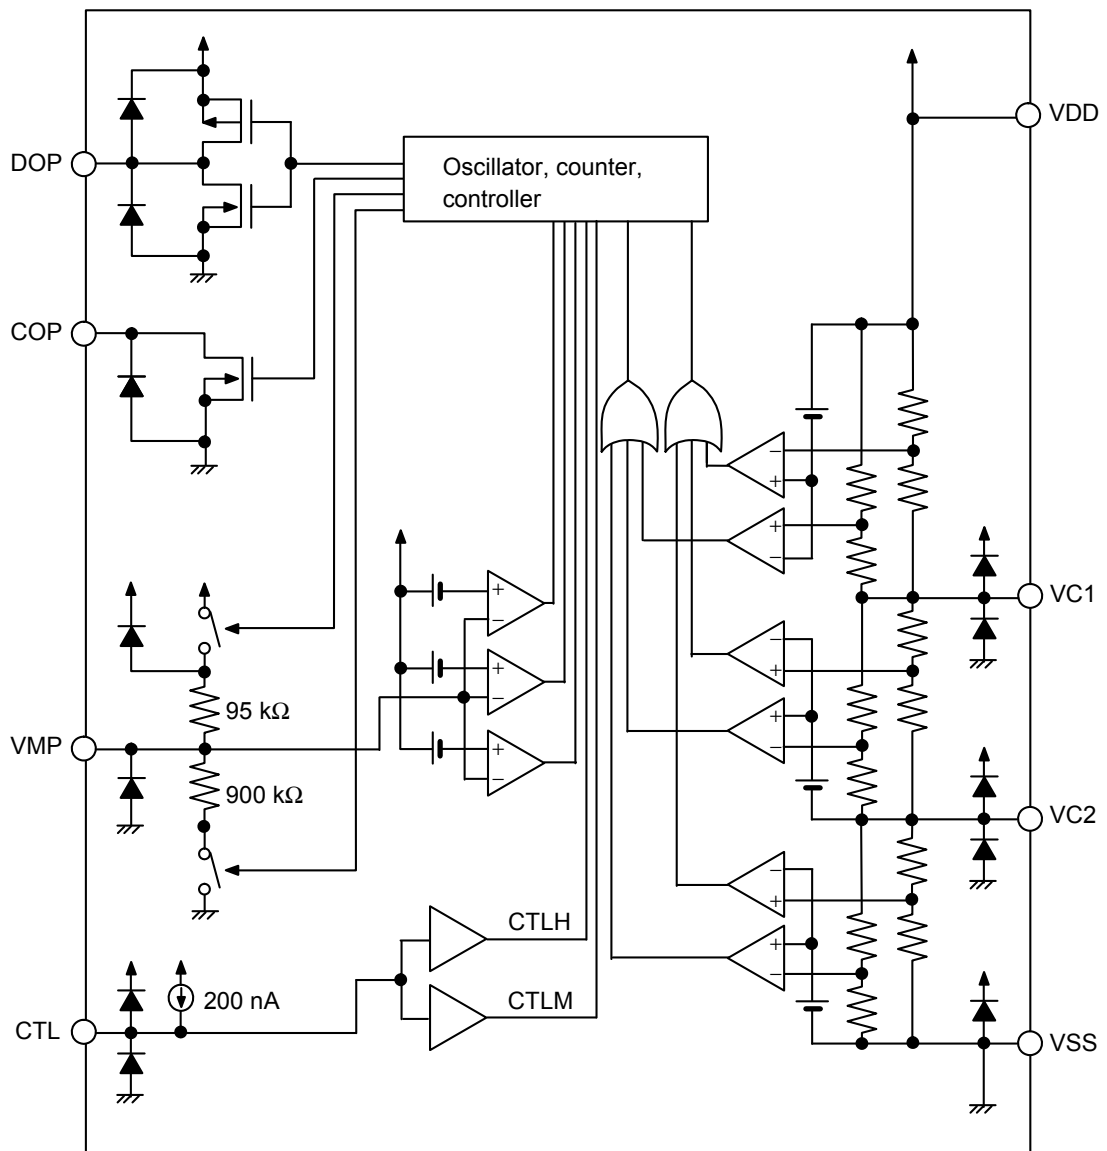 VDD
DOP
Oscillator, counter,
controller
COP
−
+
+
−
VC1
+
−
−
+
+
−
95 kΩ
+
−
VMP
+
−
900 kΩ
VC2
−
+
CTLH
+
−
200 nA
CTLM
CTL
VSS